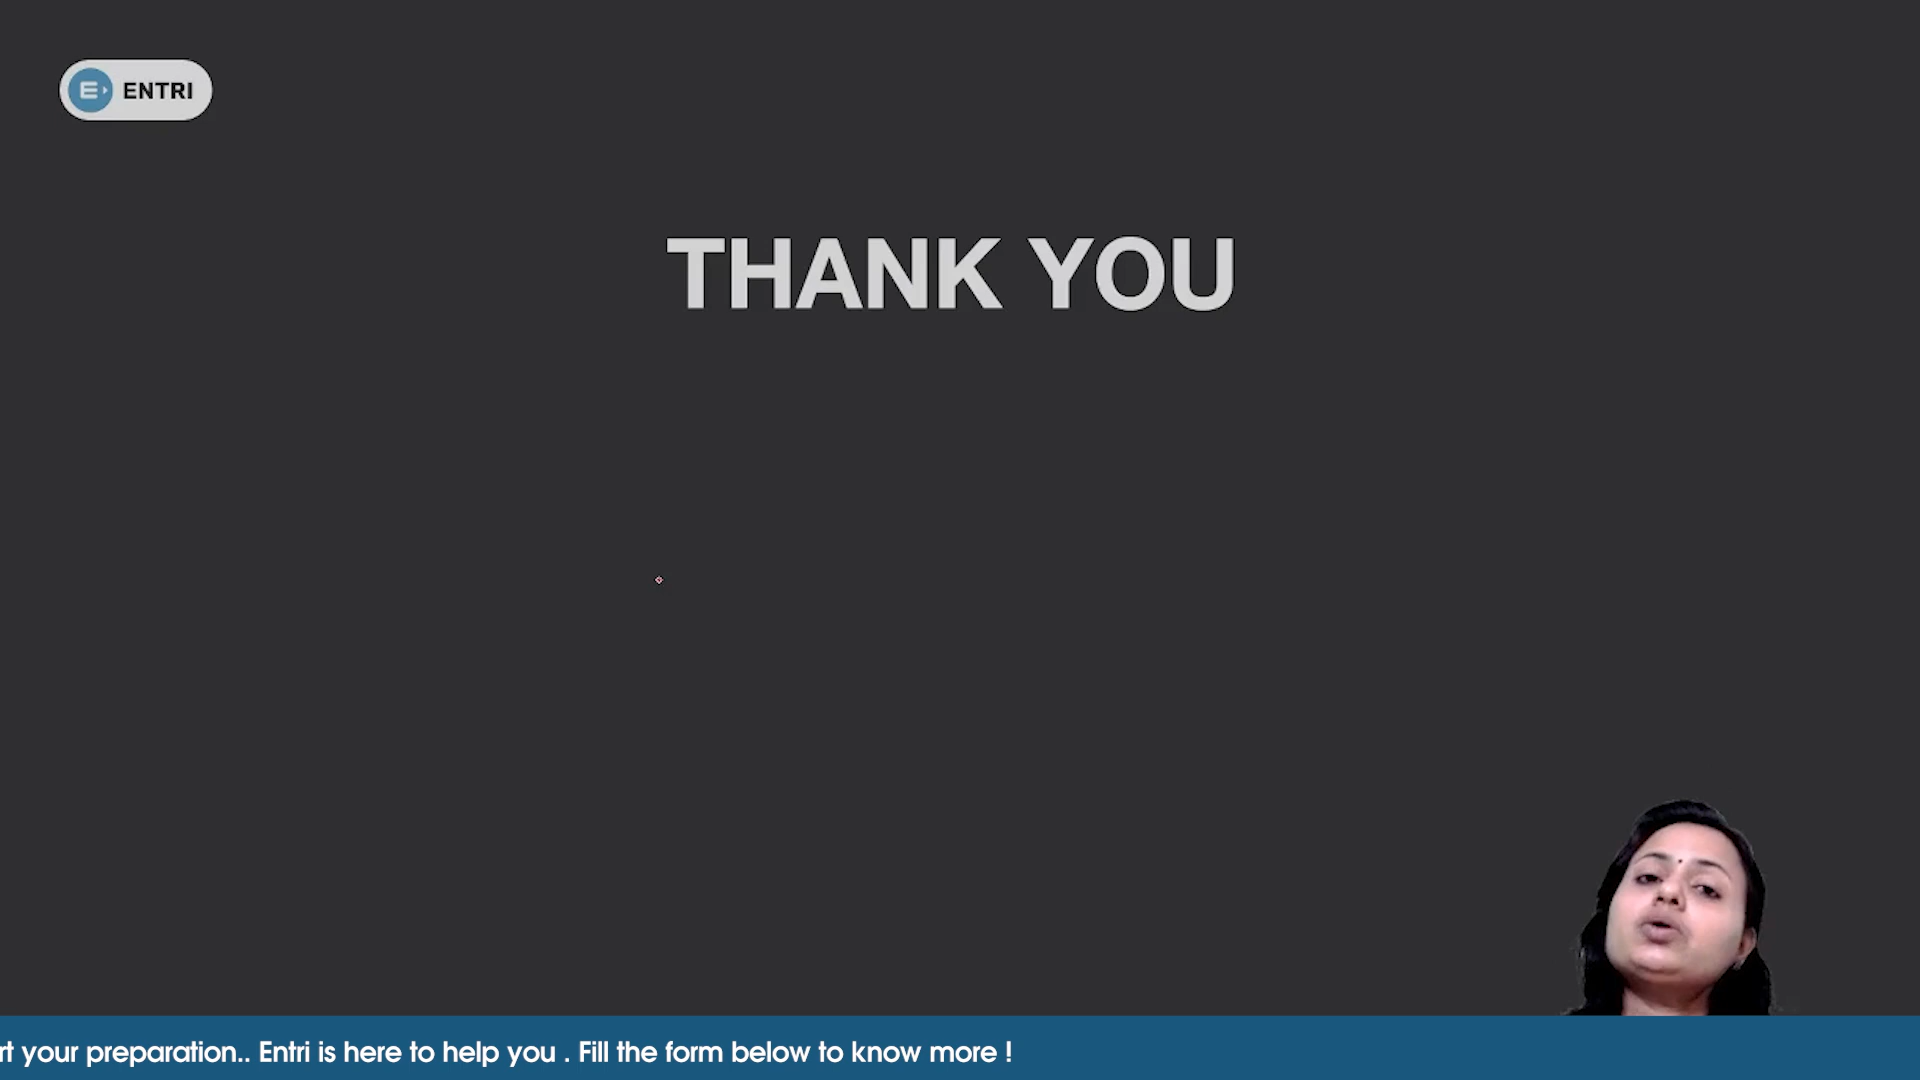 ENTRI
THANK YOU
your preparation.. Entri is here to help you . Fill the form below to know more !